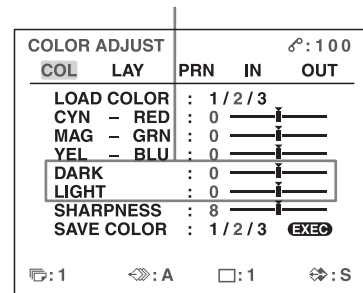 COLOR ADJUST :100
COL LAY PRN IN OUT
LOAD COLOR : 1/2/3
CYN – RED : 0
MAG – GRN : 0
YEL – BLU : 0
DARK : 0
LIGHT : 0
SHARPNESS : 8
SAVE COLOR : 1/2/3 EXEC
:1 :A :1 :S